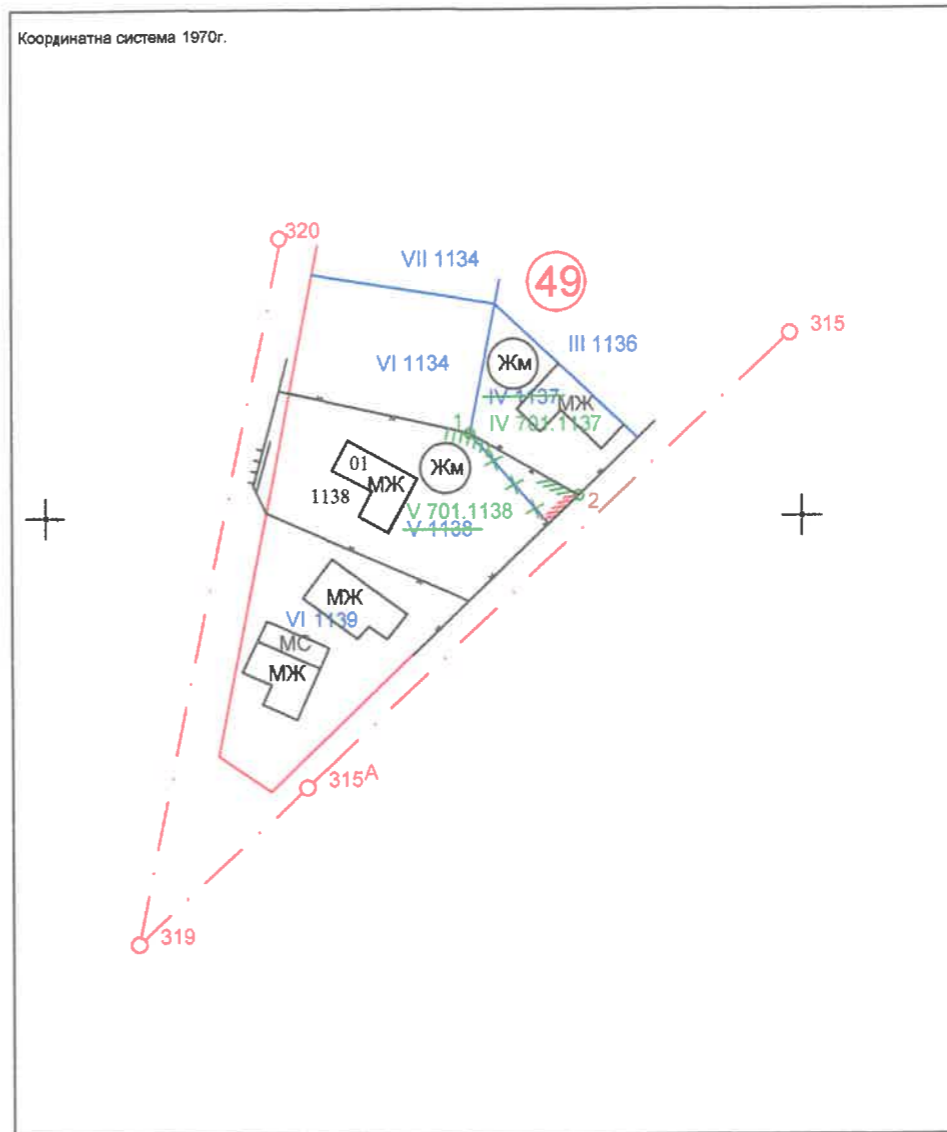 Координатна система 1970г.
320
VII 1134
49
315
III 1136
VI 1134
Жм
IV 1137
МЖ
IV 701.1137
1
01
МЖ
Жм
1138
2
V 701.1138
V 1138
МЖ
VI 1139
МС
МЖ
315А
319